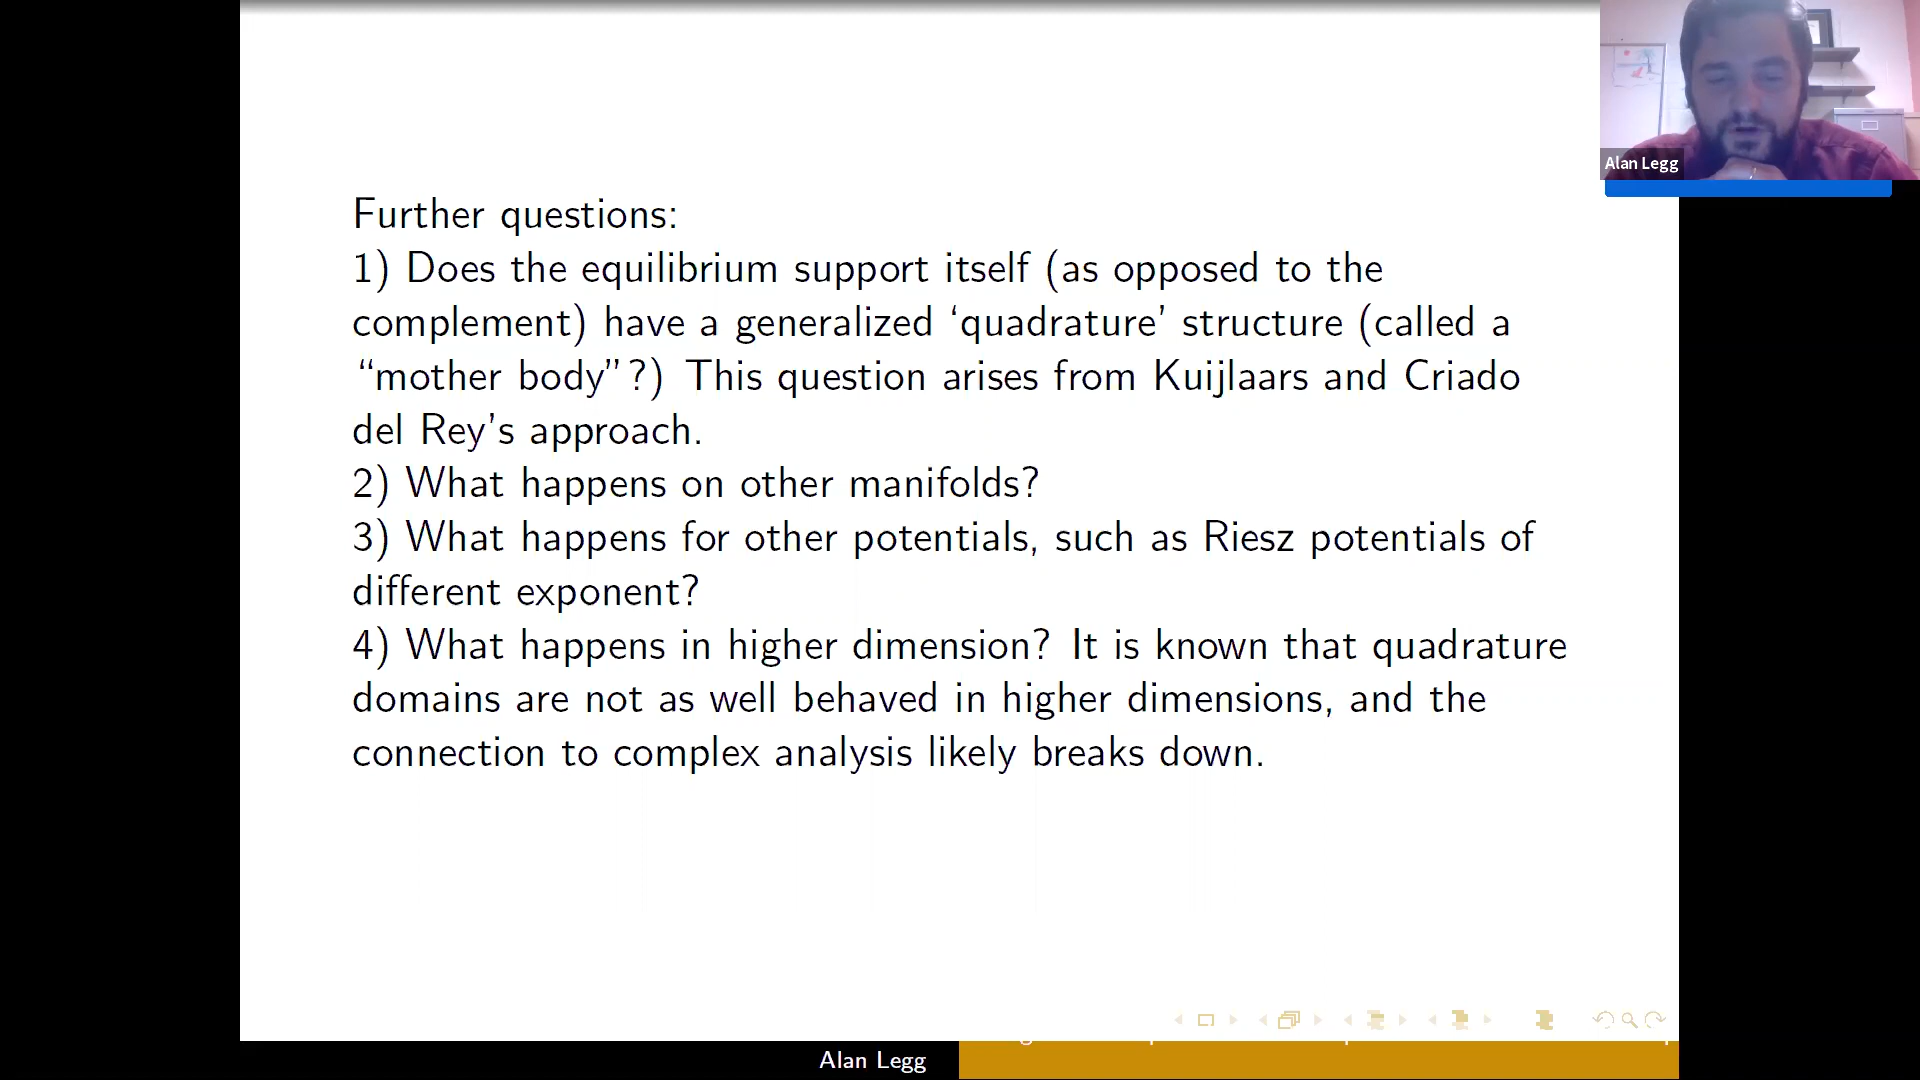 Alan Legg
Further questions:
1) Does the equilibrium support itself (as opposed to the
complement) have a generalized ‘quadrature’ structure (called a
“mother body”?) This question arises from Kuijlaars and Criado
del Rey’s approach.
2) What happens on other manifolds?
3) What happens for other potentials, such as Riesz potentials of
different exponent?
4) What happens in higher dimension? It is known that quadrature
domains are not as well behaved in higher dimensions, and the
connection to complex analysis likely breaks down.
Alan Legg